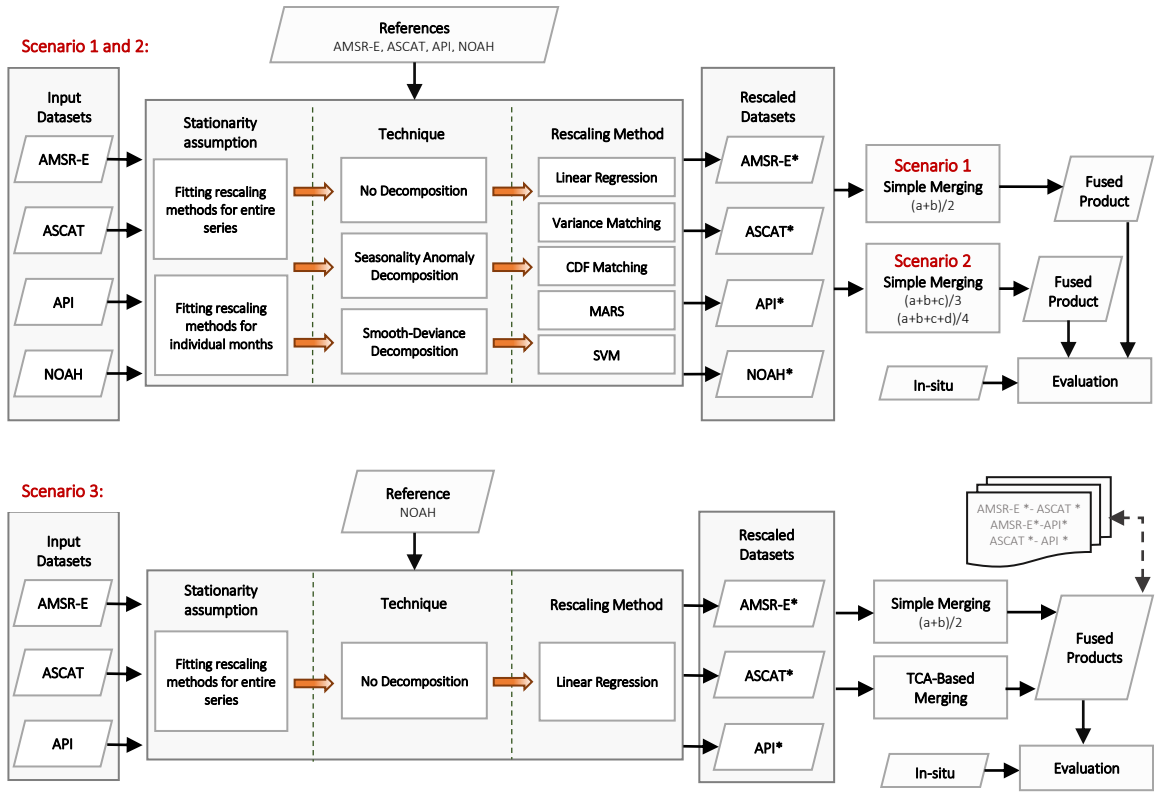 Scenario 1 and 2:
References
AMSR-E, ASCAT, API, NOAH
Input
Datasets
AMSR-E
ASCAT
API
NOAH
Stationarity
assumption
Fitting rescaling
methods for entire
series
Fitting rescaling
methods for
individual months
Technique
No Decomposition
Seasonality Anomaly
Decomposition
Smooth-Deviance
Decomposition
Rescaling Method
Linear Regression
Variance Matching
CDF Matching
MARS
SVM
Rescaled
Datasets
AMSR-E*
ASCAT*
API*
NOAH*
Scenario 1
Simple Merging
(a+b)/2
Scenario 2
Simple Merging
(a+b+c)/3
(a+b+c+d)/4
Fused
Product
Fused
Product
In-situ
Evaluation
Scenario 3:
Reference
NOAH
Input
Datasets
AMSR-E
ASCAT
API
Stationarity
assumption
Fitting rescaling
methods for entire
series
Technique
No Decomposition
Rescaling Method
Linear Regression
Rescaled
Datasets
AMSR-E*
ASCAT*
API*
Simple Merging
(a+b)/2
TCA-Based
Merging
AMSR-E *- ASCAT *
AMSR-E*-API*
ASCAT *- API *
Fused
Products
In-situ
Evaluation